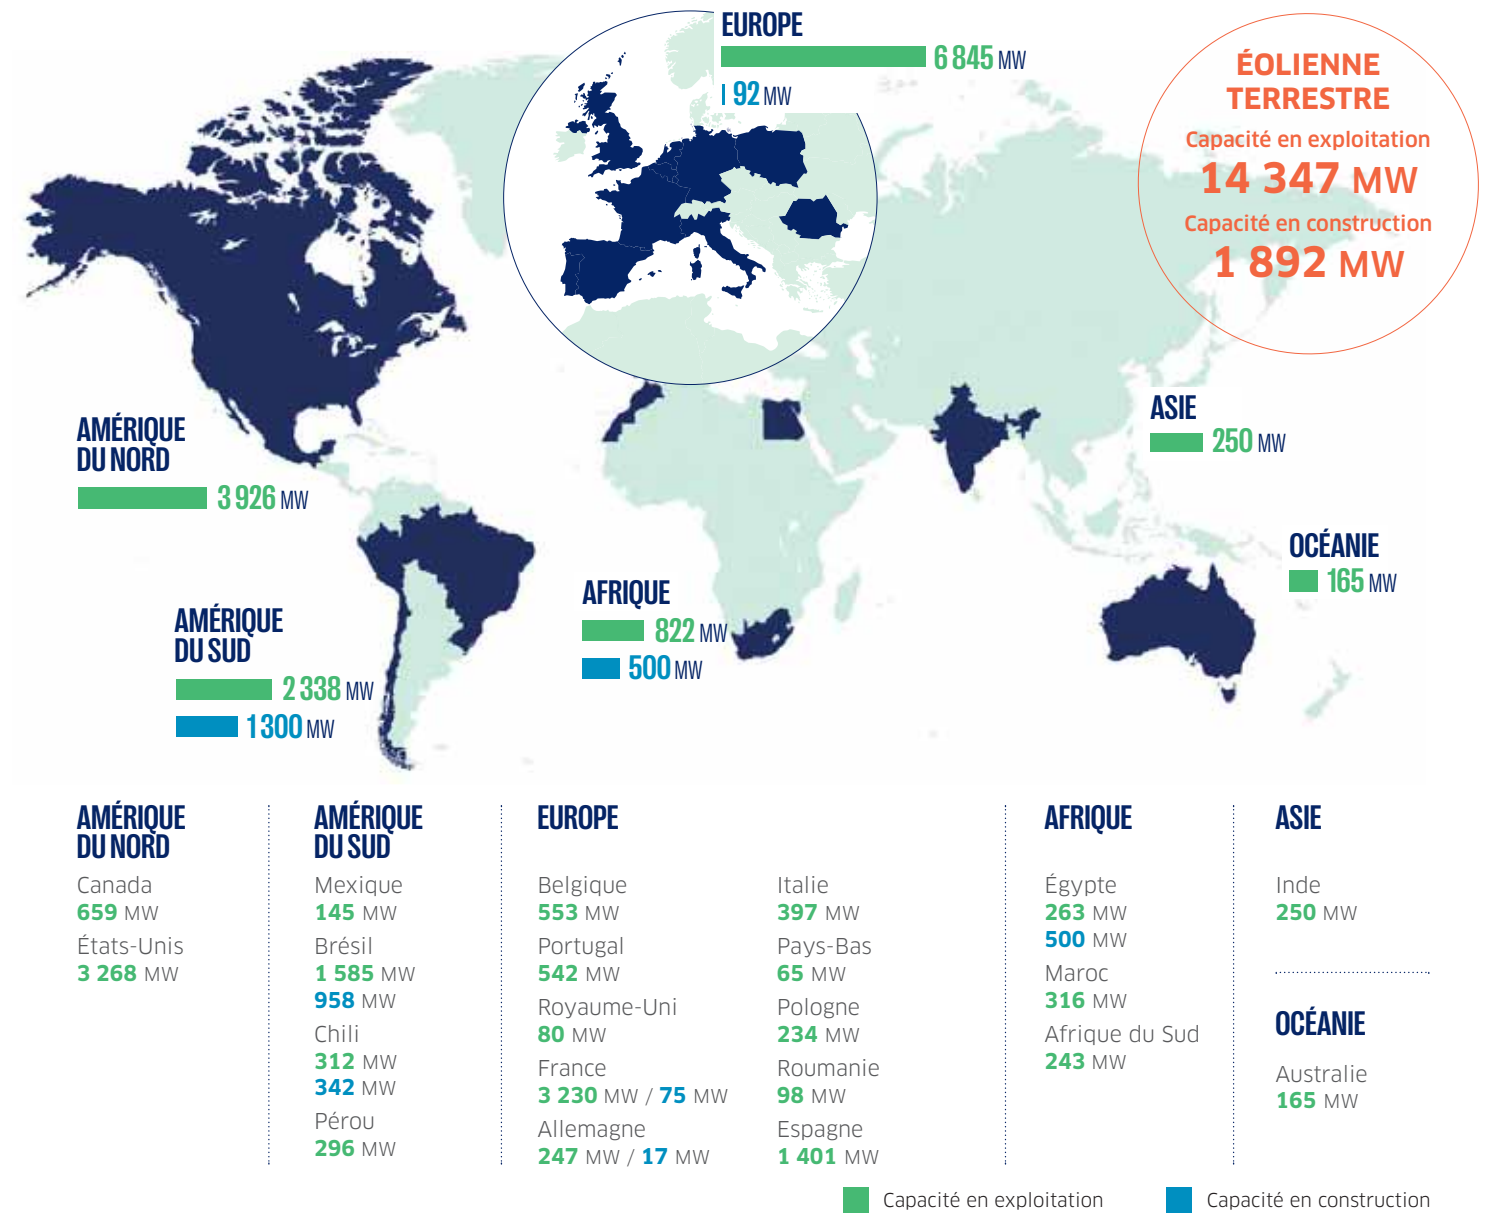 EUROPE
6 845 MW
92 MW
ÉOLIENNE
TERRESTRE
Capacité en exploitation
14 347 MW
Capacité en construction
1 892 MW
AMÉRIQUE
DU NORD
3 926 MW
ASIE
250 MW
OCÉANIE
165 MW
AFRIQUE
822 MW
500 MW
AMÉRIQUE
DU SUD
2 338 MW
1 300 MW
AMÉRIQUE
DU NORD
Canada
659 MW
États-Unis
3 268 MW
AMÉRIQUE
DU SUD
Mexique
145 MW
Brésil
1 585 MW
958 MW
Chili
312 MW
342 MW
Pérou
296 MW
EUROPE
Belgique
553 MW
Portugal
542 MW
Royaume-Uni
80 MW
France
3 230 MW / 75 MW
Allemagne
247 MW / 17 MW
Italie
397 MW
Pays-Bas
65 MW
Pologne
234 MW
Roumanie
98 MW
Espagne
1 401 MW
AFRIQUE
Égypte
263 MW
500 MW
Maroc
316 MW
Afrique du Sud
243 MW
ASIE
Inde
250 MW
OCÉANIE
Australie
165 MW
Capacité en exploitation
Capacité en construction